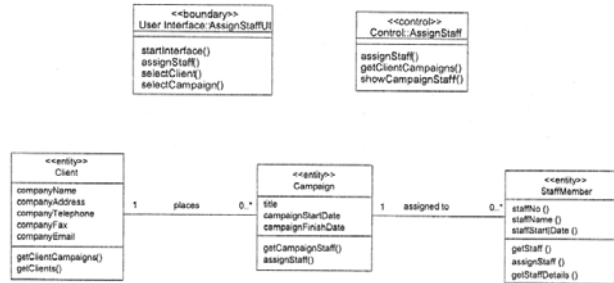 <<boundary>>
User Interface::AssignStaffUI
startInterface()
assignStaff()
selectClient()
selectCampaign()
<<control>>
Control::AssignStaff
assignStaff()
getClientCampaigns()
showCampaignStaff()
<<entity>>
Client
companyName
companyAddress
companyTelephone
companyFax
companyEmail
getClientCampaigns()
getClients()
1 places 0..*
<<entity>>
Campaign
title
campaignStartDate
campaignFinishDate
getCampaignStaff()
assignStaff()
1 assigned to 0..*
<<entity>>
StaffMember
staffNo ()
staffName ()
staffStart|Date ()
getStaff ()
assignStaff ()
getStaffDetails ()